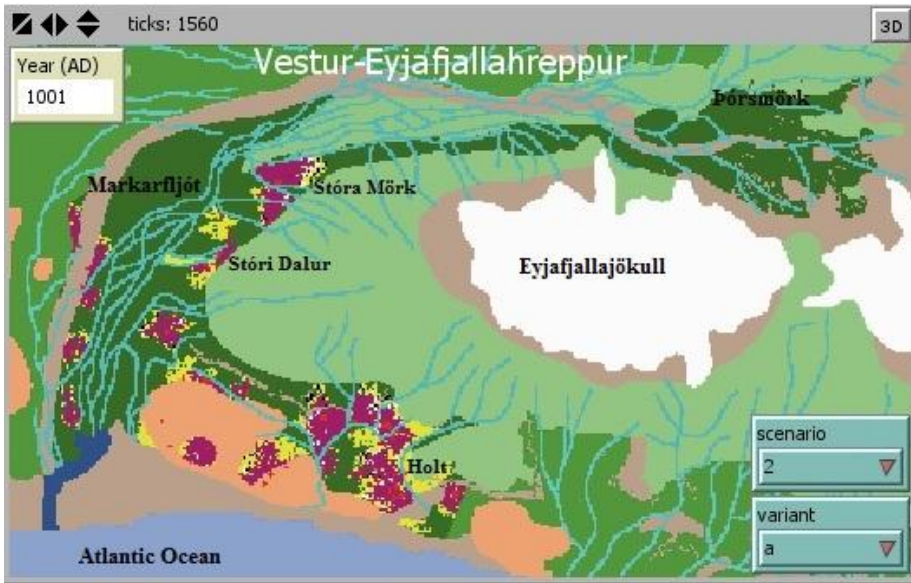 ticks: 1560
3D
Year (AD)
1001
Vestur-Eyjafjallahreppur
Þórsmörk
Markarfljót
Stóra Mörk
Stóri Dalur
Eyjafjallajökull
scenario
2
Holt
variant
a
Atlantic Ocean